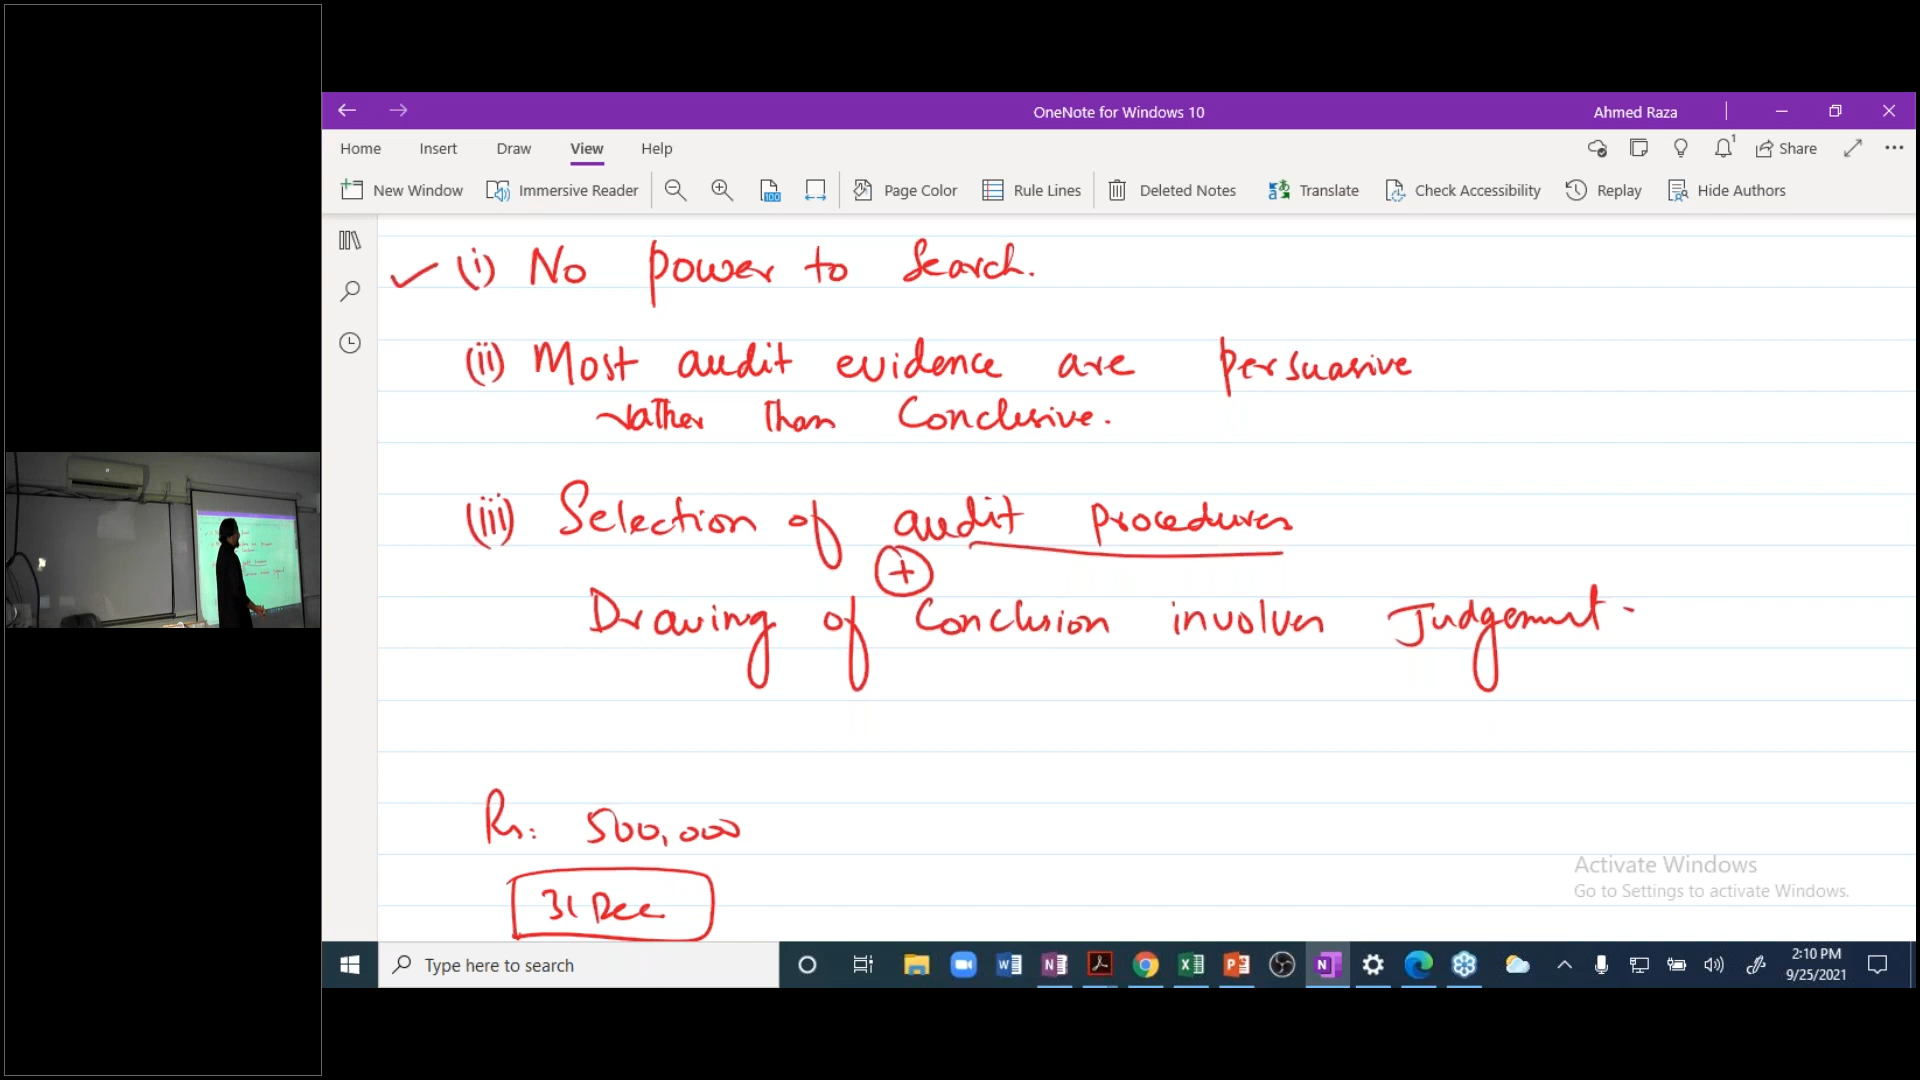 OneNote for Windows 10
Ahmed Raza
Home Insert Draw View Help
1 Share
New Window Immersive Reader 100 Page Color Rule Lines Deleted Notes Translate Check Accessibility Replay Hide Authors
(i) No power to Search.
(ii) Most audit evidence are persuasive
rather than Conclusive.
(iii) Selection of audit procedures
+
Drawing of Conclusion involves Judgement.
Rs. 500,000
31 Dec
Activate Windows
Go to Settings to activate Windows.
Type here to search
2:10 PM
9/25/2021